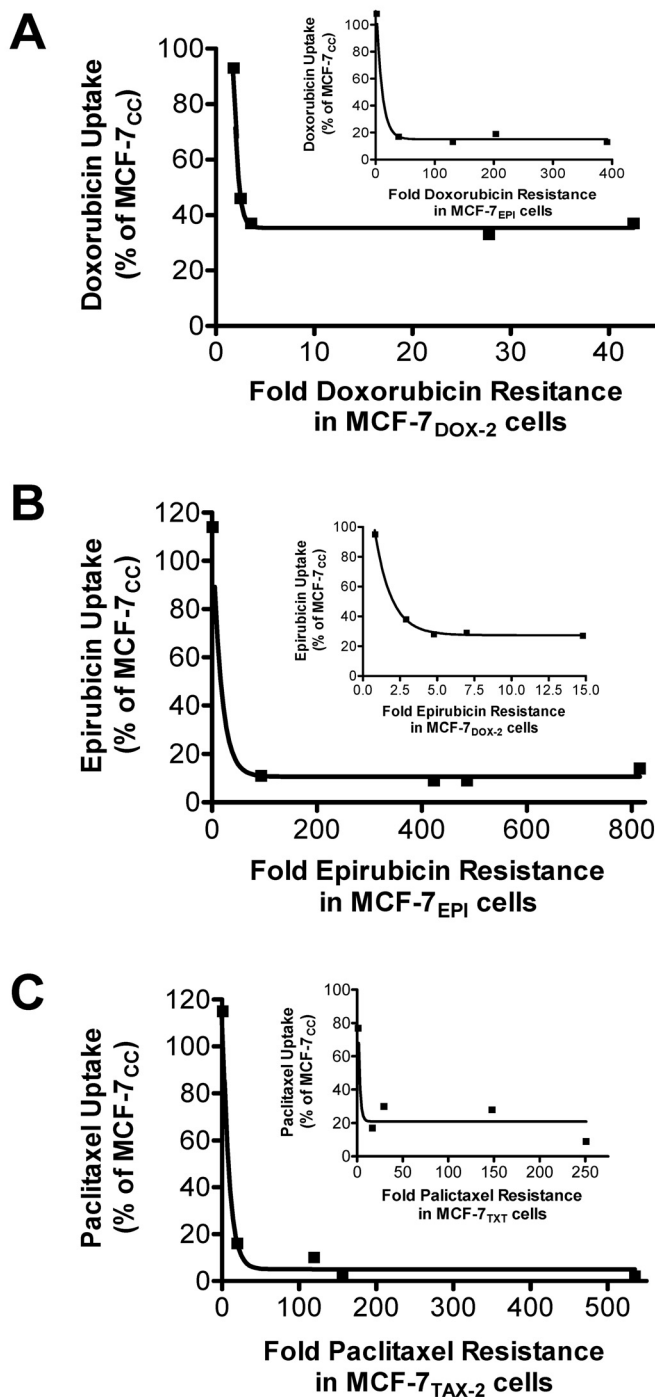 A
Doxorubicin Uptake
(% of MCF-7CC)
100
80
60
40
20
0
0 10 20 30 40
Fold Doxorubicin Resitance
in MCF-7DOX-2 cells
Doxorubicin Uptake
(% of MCF-7CC)
100
80
60
40
20
0
0 100 200 300 400
Fold Doxorubicin Resistance
in MCF-7EPI cells
B
Epirubicin Uptake
(% of MCF-7CC)
120
100
80
60
40
20
0
0 200 400 600 800
Fold Epirubicin Resistance
in MCF-7EPI cells
Epirubicin Uptake
(% of MCF-7CC)
100
80
60
40
20
0
0.0 2.5 5.0 7.5 10.0 12.5 15.0
Fold Epirubicin Resistance
in MCF-7DOX-2 cells
C
Paclitaxel Uptake
(% of MCF-7CC)
120
100
80
60
40
20
0
0 100 200 300 400 500
Fold Paclitaxel Resistance
in MCF-7TAX-2 cells
Paclitaxel Uptake
(% of MCF-7CC)
100
80
60
40
20
0
0 50 100 150 200 250
Fold Palictaxel Resistance
in MCF-7TXT cells